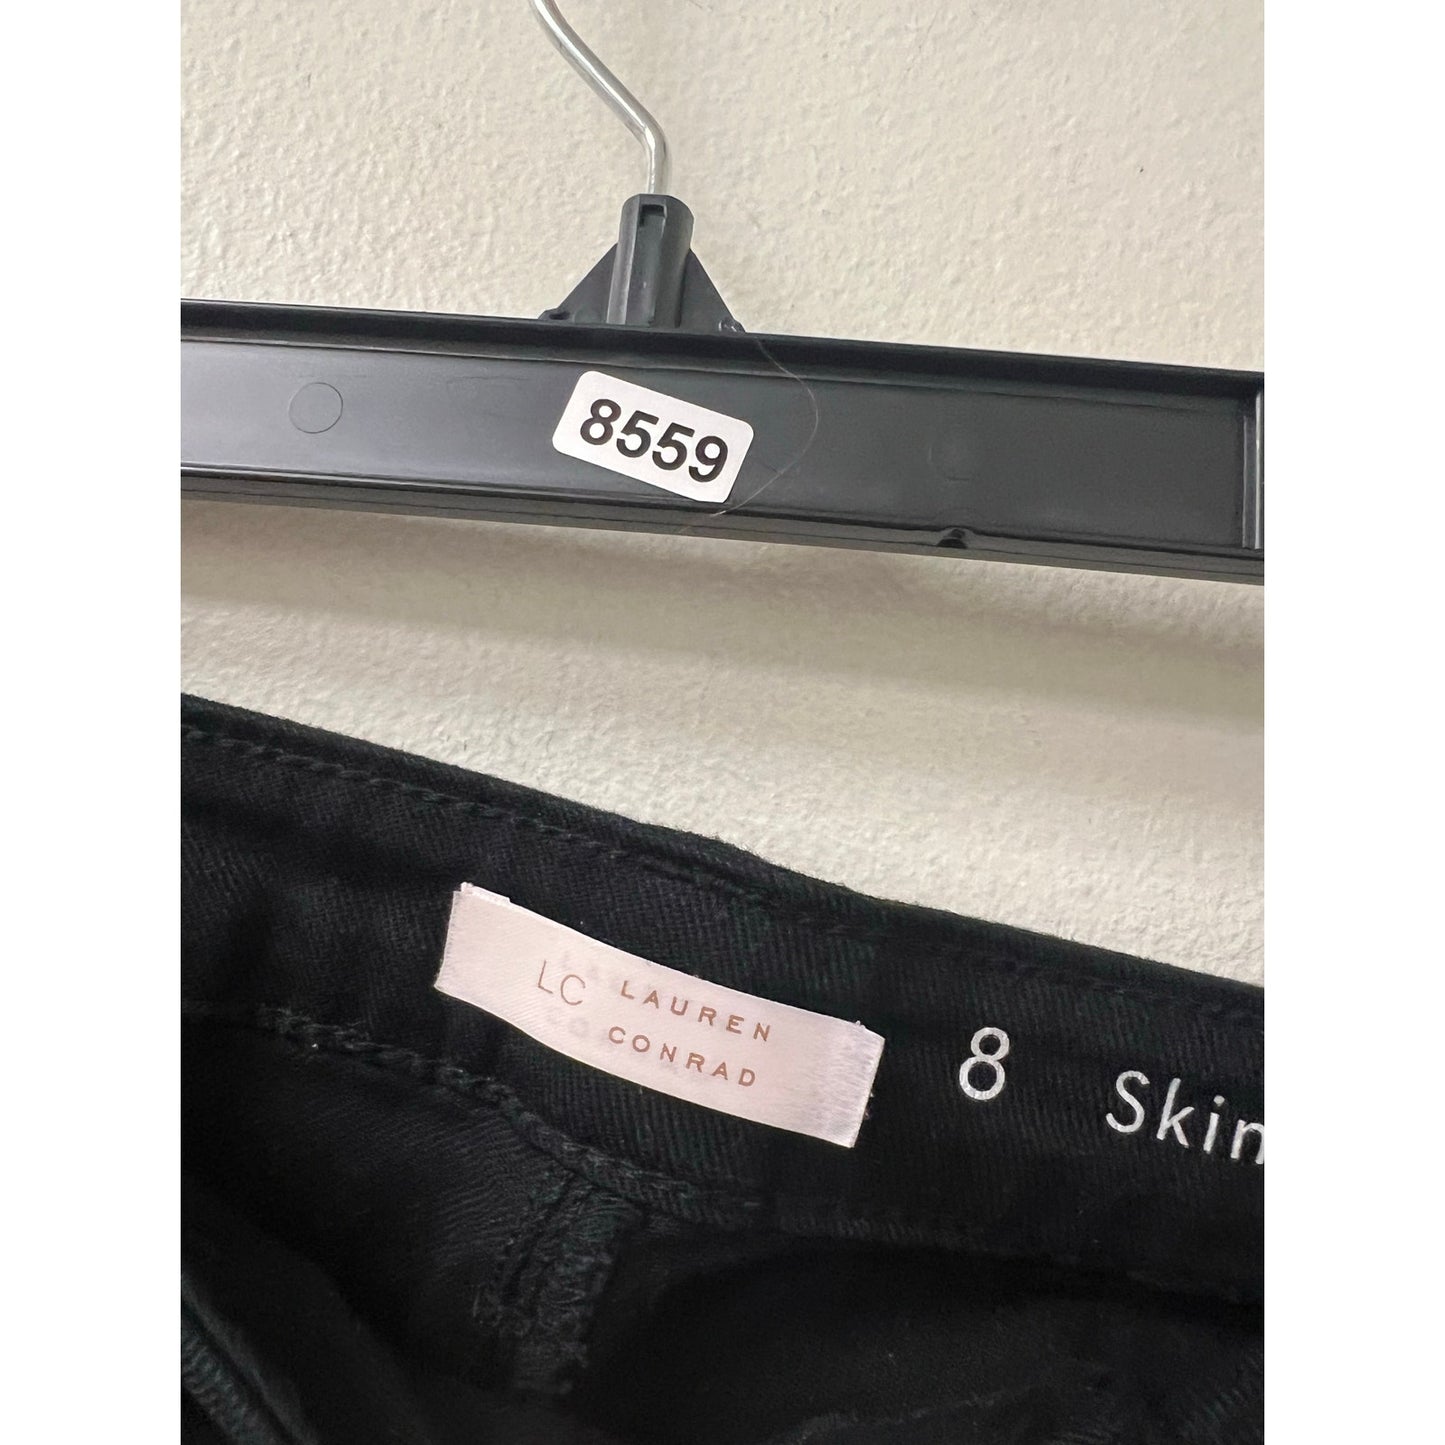 8559
LC LAUREN
CONRAD
8 Skin